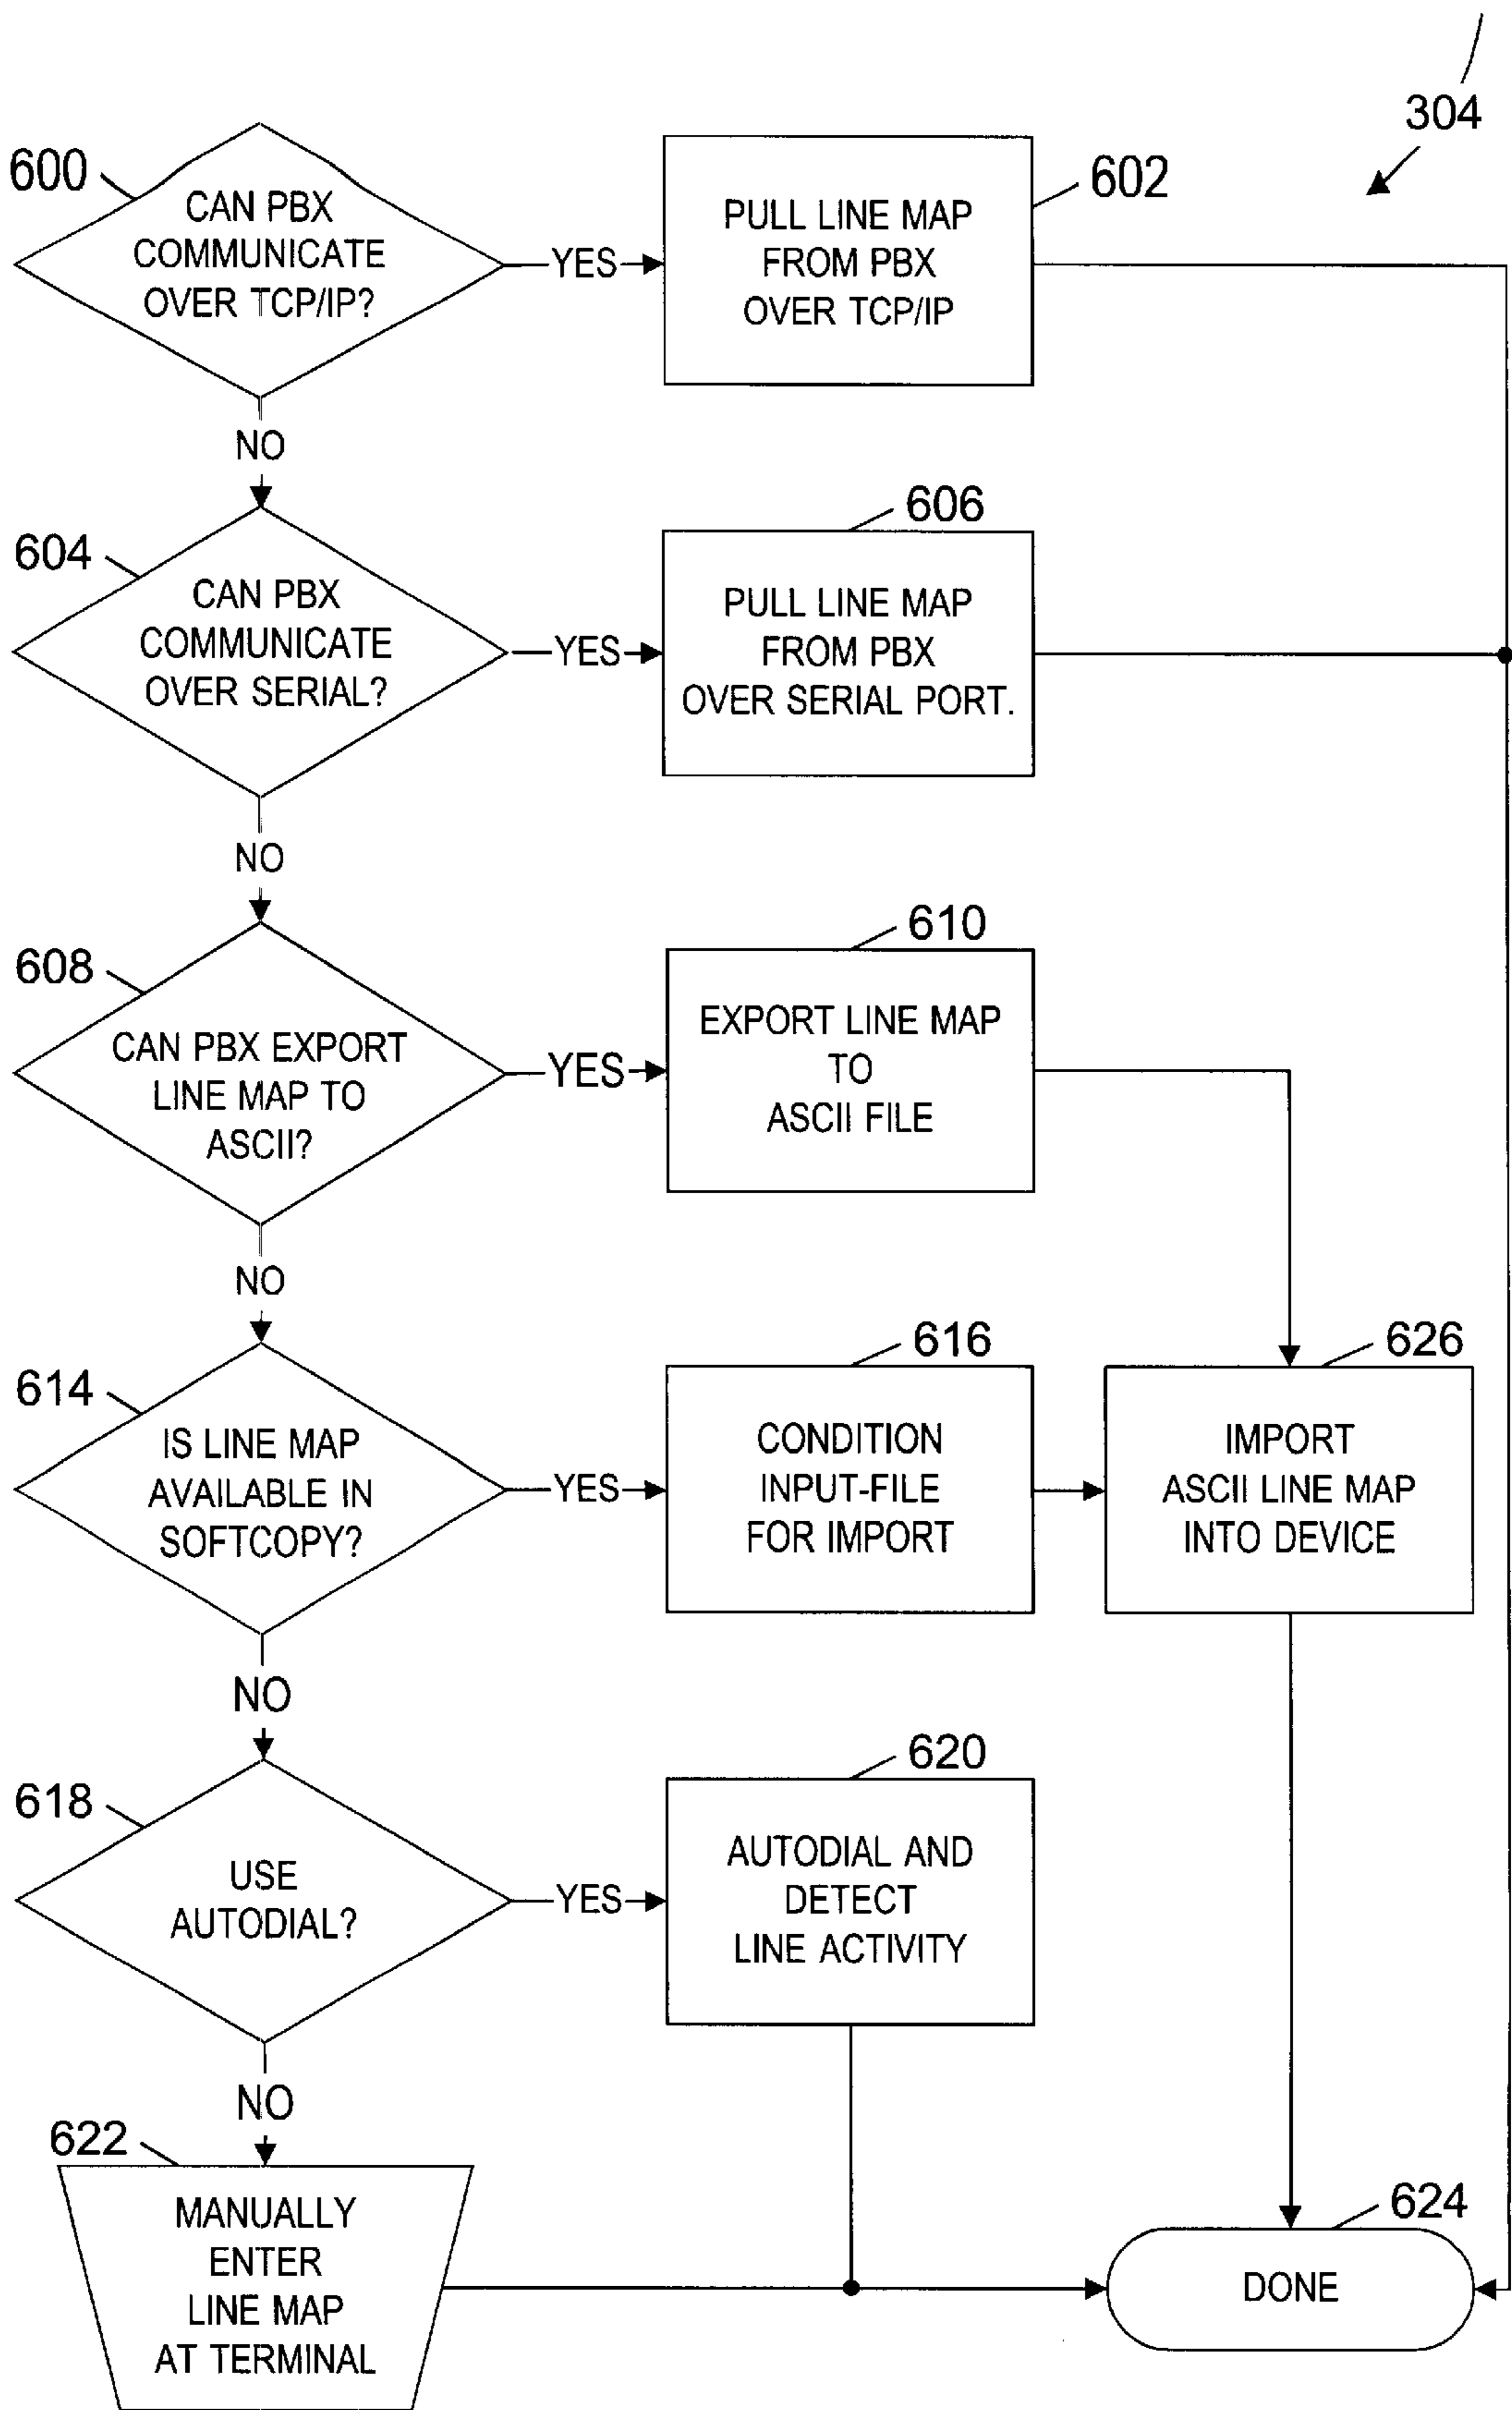 304
600
CAN PBX
COMMUNICATE
OVER TCP/IP?
YES
602
PULL LINE MAP
FROM PBX
OVER TCP/IP
NO
604
CAN PBX
COMMUNICATE
OVER SERIAL?
YES
606
PULL LINE MAP
FROM PBX
OVER SERIAL PORT.
NO
608
CAN PBX EXPORT
LINE MAP TO
ASCII?
YES
610
EXPORT LINE MAP
TO
ASCII FILE
NO
614
IS LINE MAP
AVAILABLE IN
SOFTCOPY?
YES
616
CONDITION
INPUT-FILE
FOR IMPORT
626
IMPORT
ASCII LINE MAP
INTO DEVICE
NO
618
USE
AUTODIAL?
YES
620
AUTODIAL AND
DETECT
LINE ACTIVITY
NO
622
MANUALLY
ENTER
LINE MAP
AT TERMINAL
624
DONE